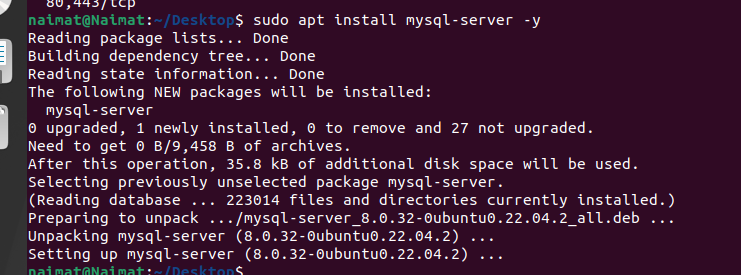 80,443/tcp
naimat@Naimat:~/Desktop$ sudo apt install mysql-server -y
Reading package lists... Done
Building dependency tree... Done
Reading state information... Done
The following NEW packages will be installed:
  mysql-server
0 upgraded, 1 newly installed, 0 to remove and 27 not upgraded.
Need to get 0 B/9,458 B of archives.
After this operation, 35.8 kB of additional disk space will be used.
Selecting previously unselected package mysql-server.
(Reading database ... 223014 files and directories currently installed.)
Preparing to unpack .../mysql-server_8.0.32-0ubuntu0.22.04.2_all.deb ...
Unpacking mysql-server (8.0.32-0ubuntu0.22.04.2) ...
Setting up mysql-server (8.0.32-0ubuntu0.22.04.2) ...
naimat@Naimat:~/Desktop$